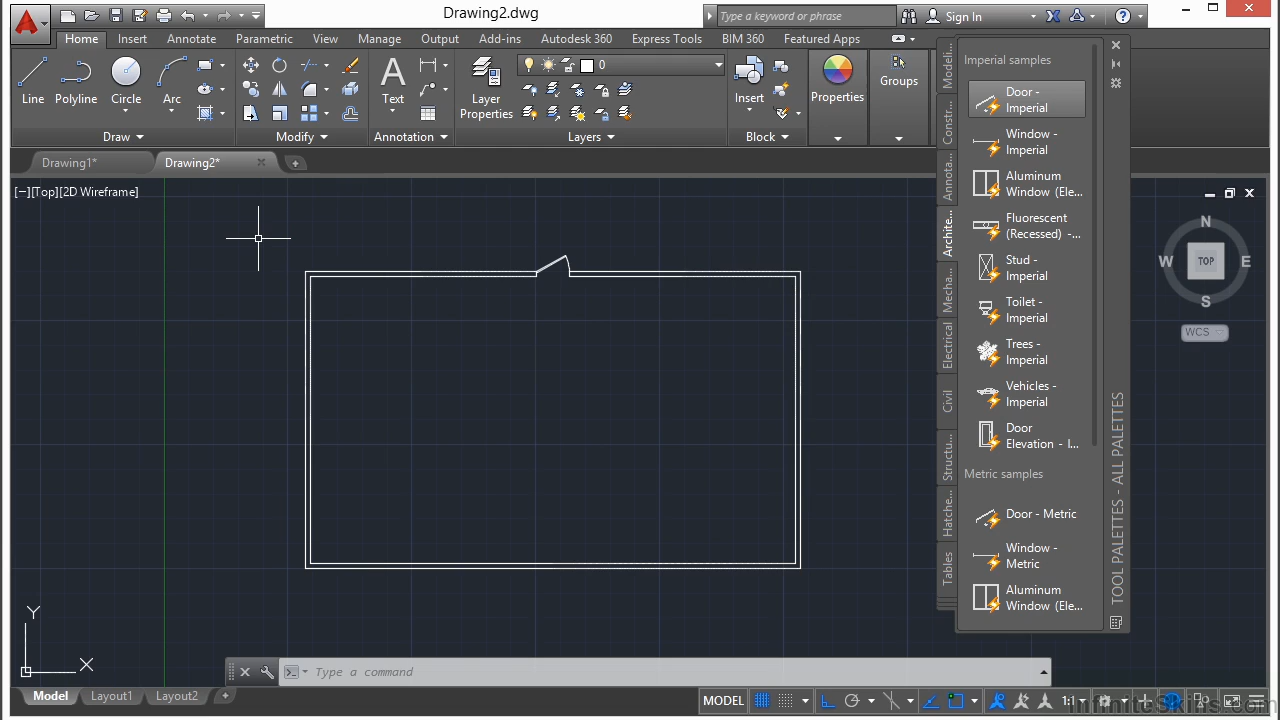 Drawing2.dwg
Type a keyword or phrase
Sign In
Home
Insert
Annotate
Parametric
View
Manage
Output
Add-ins
Autodesk 360
Express Tools
BIM 360
Featured Apps
Line
Polyline
Circle
Arc
Text
Layer
Properties
0
Insert
Properties
Groups
Draw
Modify
Annotation
Layers
Block
Drawing1*
Drawing2*
[−][Top][2D Wireframe]
N
W
TOP
E
S
WCS
Modeli...
Constr...
Annota...
Archite...
Mecha...
Electrical
Civil
Structu...
Hatche...
Tables
Imperial samples
Door -
Imperial
Window -
Imperial
Aluminum
Window (Ele...
Fluorescent
(Recessed) -...
Stud -
Imperial
Toilet -
Imperial
Trees -
Imperial
Vehicles -
Imperial
Door
Elevation - I...
Metric samples
Door - Metric
Window -
Metric
Aluminum
Window (Ele...
TOOL PALETTES - ALL PALETTES
Y
X
Type a command
Model
Layout1
Layout2
MODEL
1:1
InfiniteSkills.com